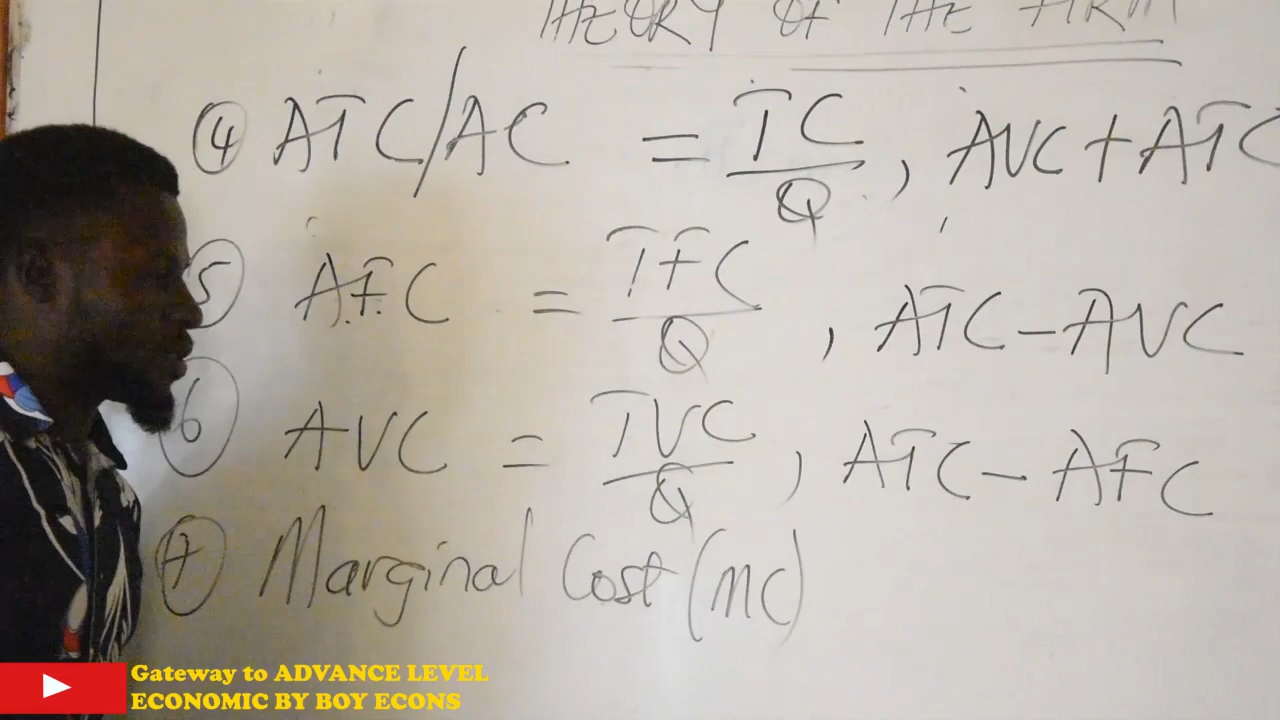 THEORY OF THE FIRM
④ ATC/AC = TC/Q, AVC + ATC
⑤ AFC = TFC/Q, ATC - AVC
⑥ AVC = TVC/Q, ATC - AFC
⑦ Marginal Cost (MC)
Gateway to ADVANCE LEVEL
ECONOMIC BY BOY ECONS